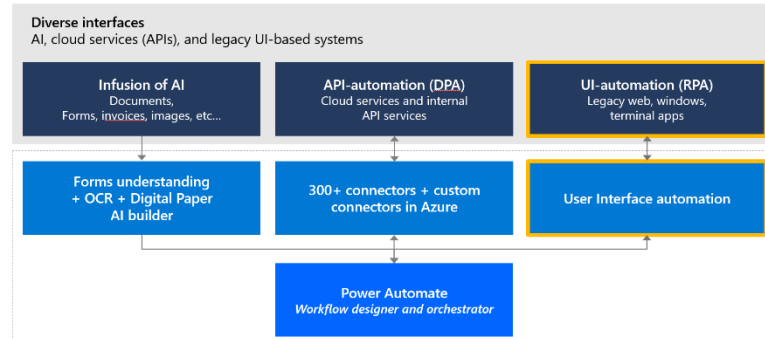 Diverse interfaces
AI, cloud services (APIs), and legacy UI-based systems
Infusion of AI
Documents,
Forms, invoices, images, etc...
API-automation (DPA)
Cloud services and internal
API services
UI-automation (RPA)
Legacy web, windows,
terminal apps
Forms understanding
+ OCR + Digital Paper
AI builder
300+ connectors + custom
connectors in Azure
User Interface automation
Power Automate
Workflow designer and orchestrator